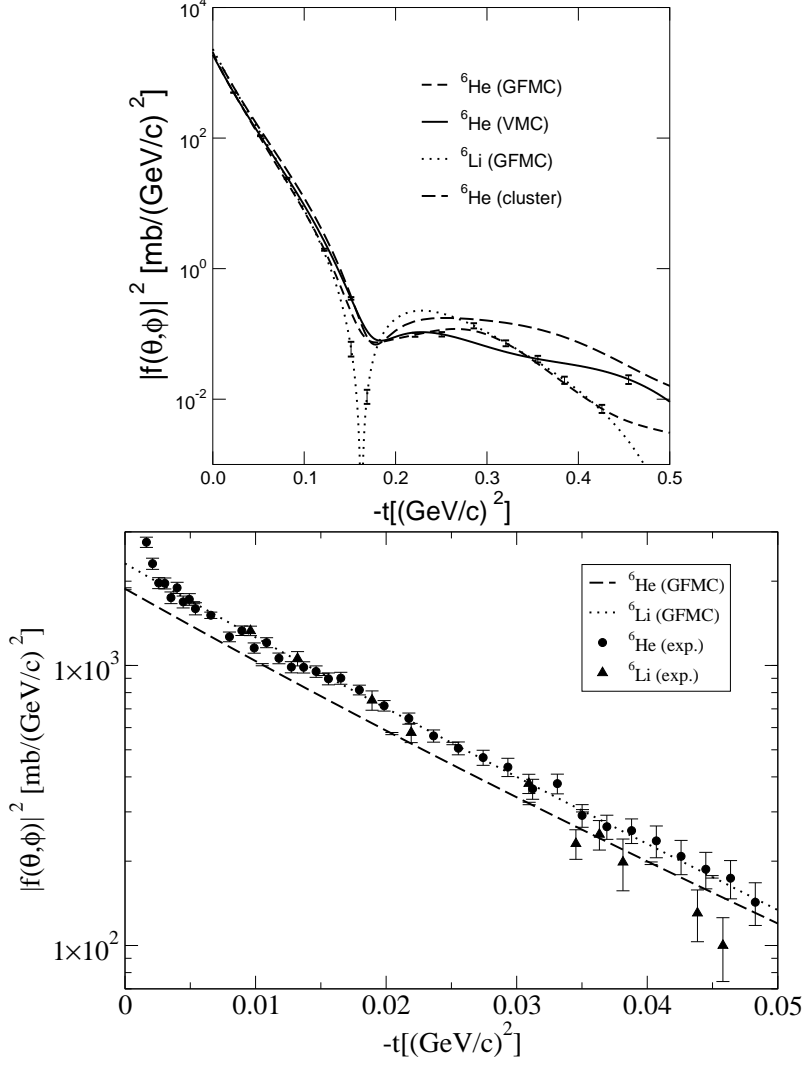 10^4
10^2
10^0
10^-2
|f(θ,ϕ)|^2 [mb/(GeV/c)^2]
^6He (GFMC)
^6He (VMC)
^6Li (GFMC)
^6He (cluster)
0.0 0.1 0.2 0.3 0.4 0.5
-t[(GeV/c)^2]
1×10^3
1×10^2
|f(θ,ϕ)|^2 [mb/(GeV/c)^2]
^6He (GFMC)
^6Li (GFMC)
^6He (exp.)
^6Li (exp.)
0 0.01 0.02 0.03 0.04 0.05
-t[(GeV/c)^2]